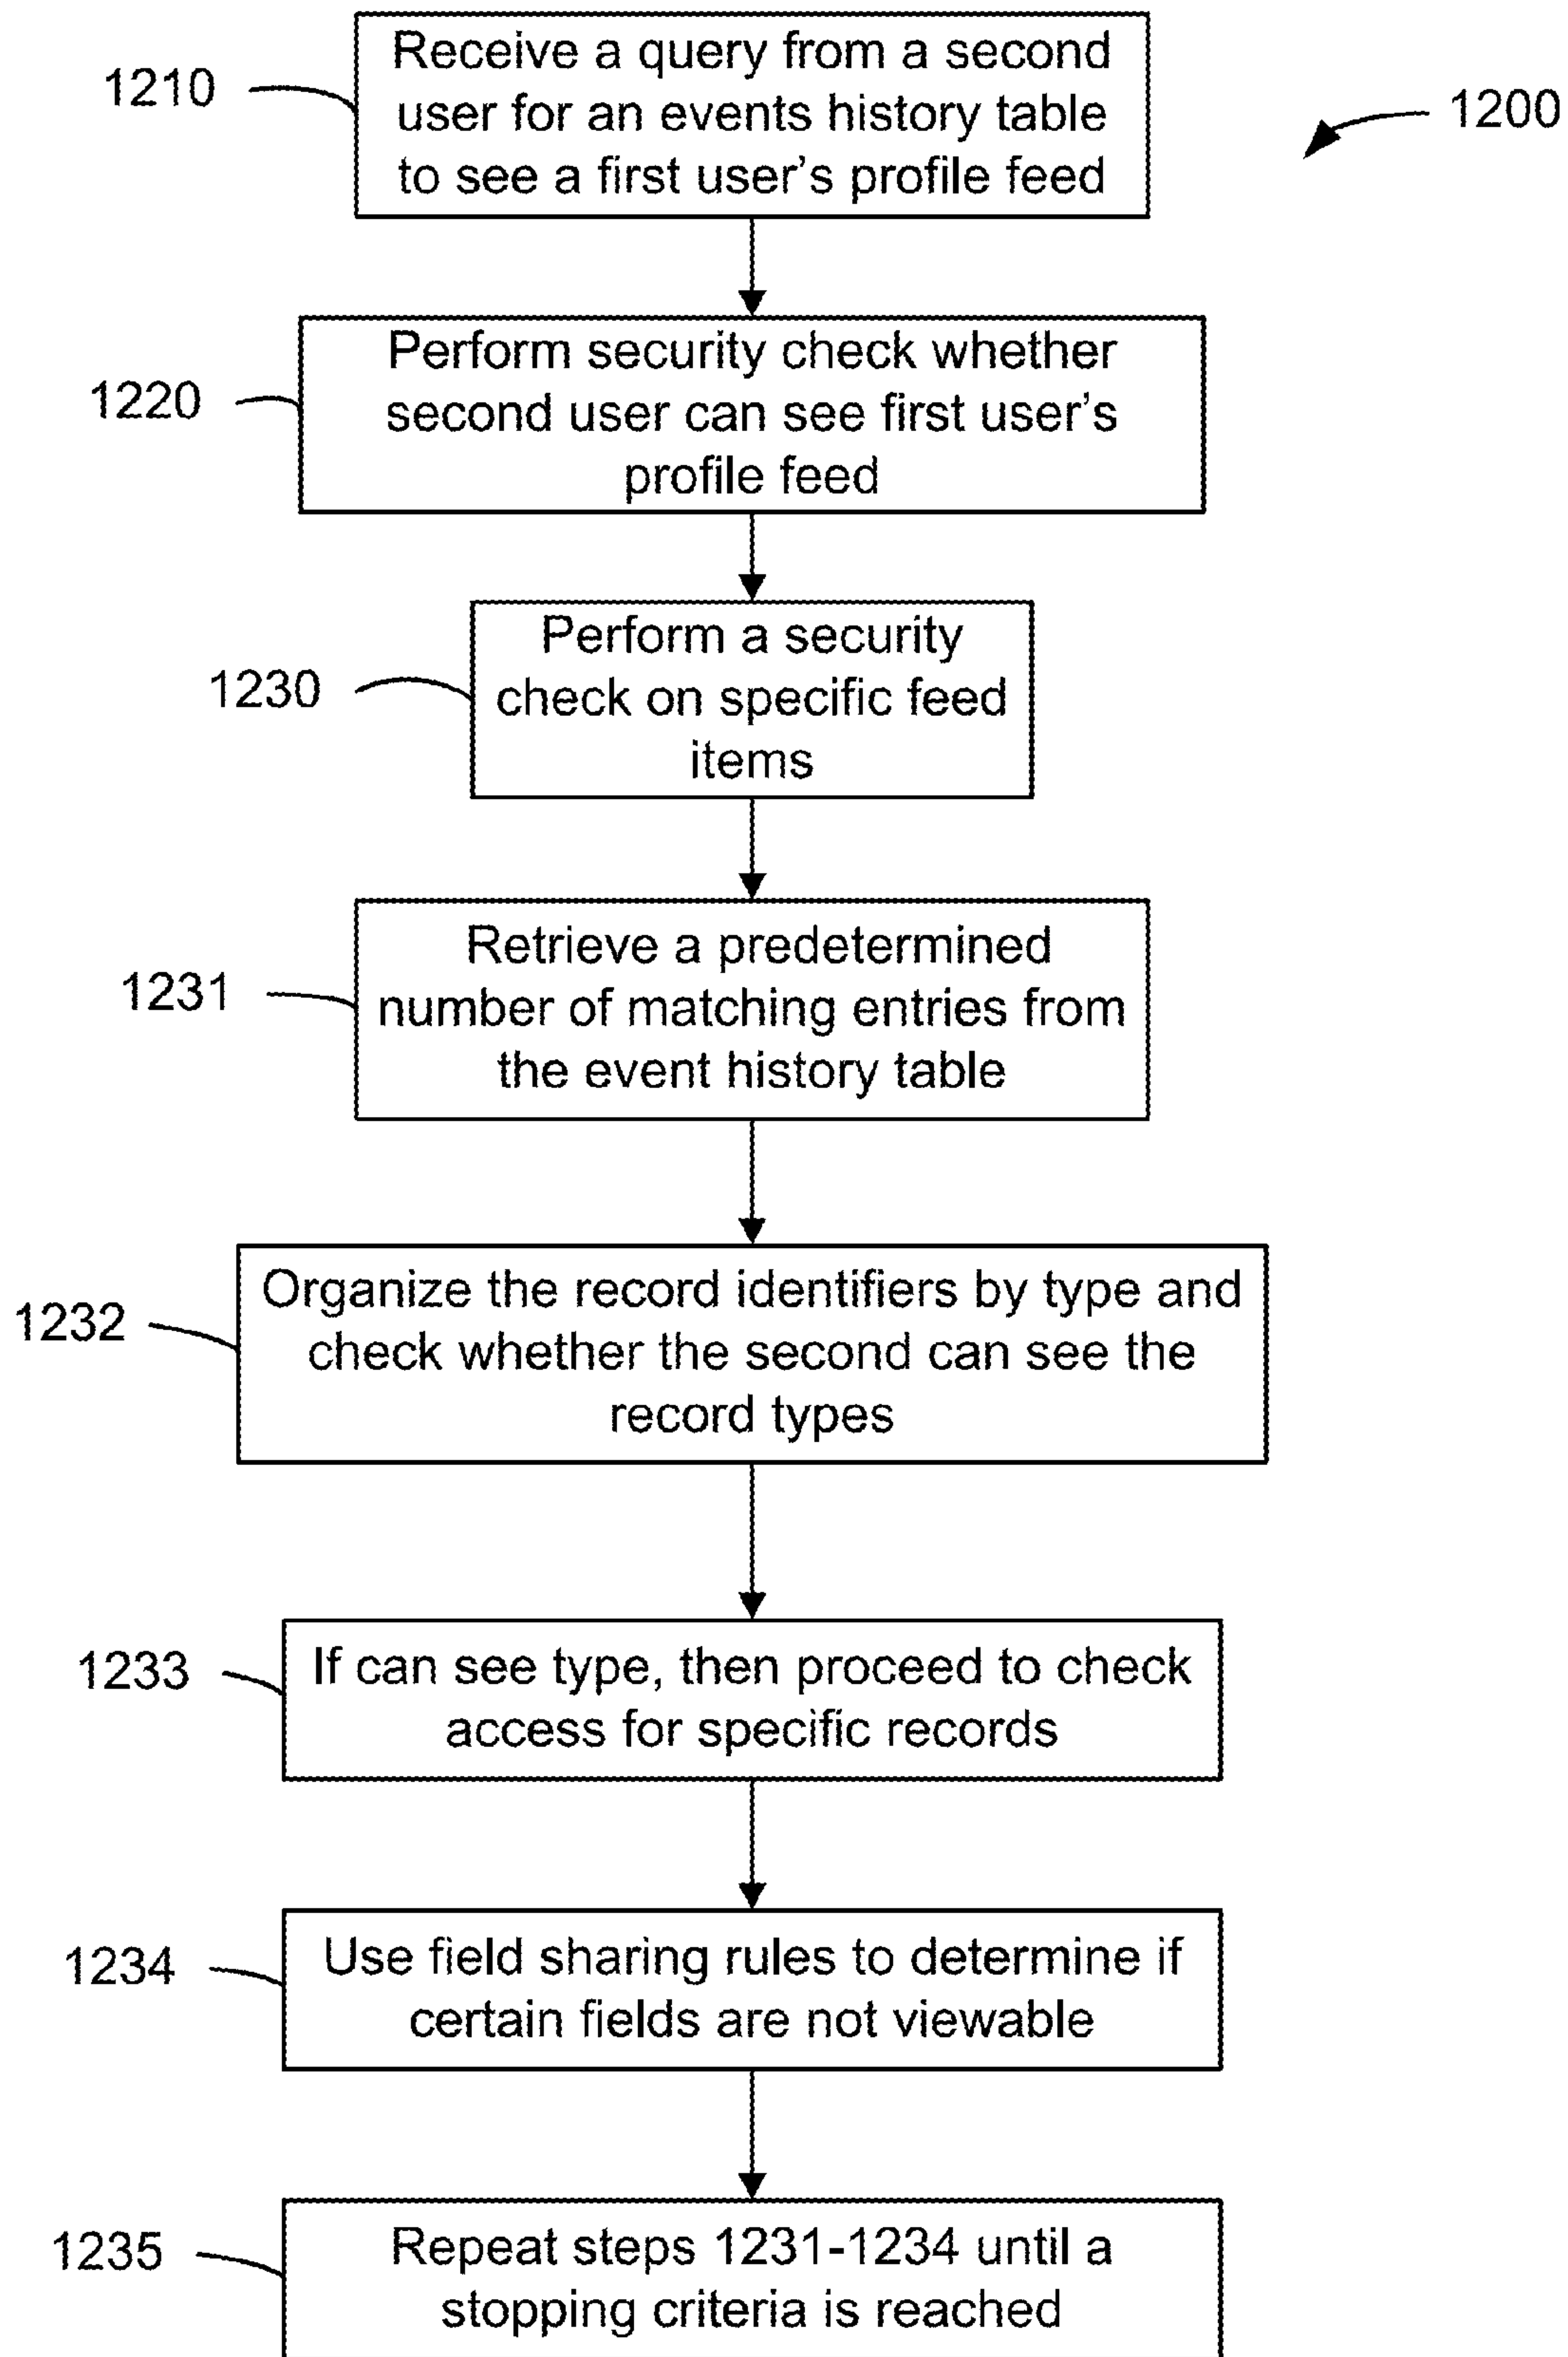 1200
1210
Receive a query from a second
user for an events history table
to see a first user's profile feed
1220
Perform security check whether
second user can see first user's
profile feed
1230
Perform a security
check on specific feed
items
1231
Retrieve a predetermined
number of matching entries from
the event history table
1232
Organize the record identifiers by type and
check whether the second can see the
record types
1233
If can see type, then proceed to check
access for specific records
1234
Use field sharing rules to determine if
certain fields are not viewable
1235
Repeat steps 1231-1234 until a
stopping criteria is reached